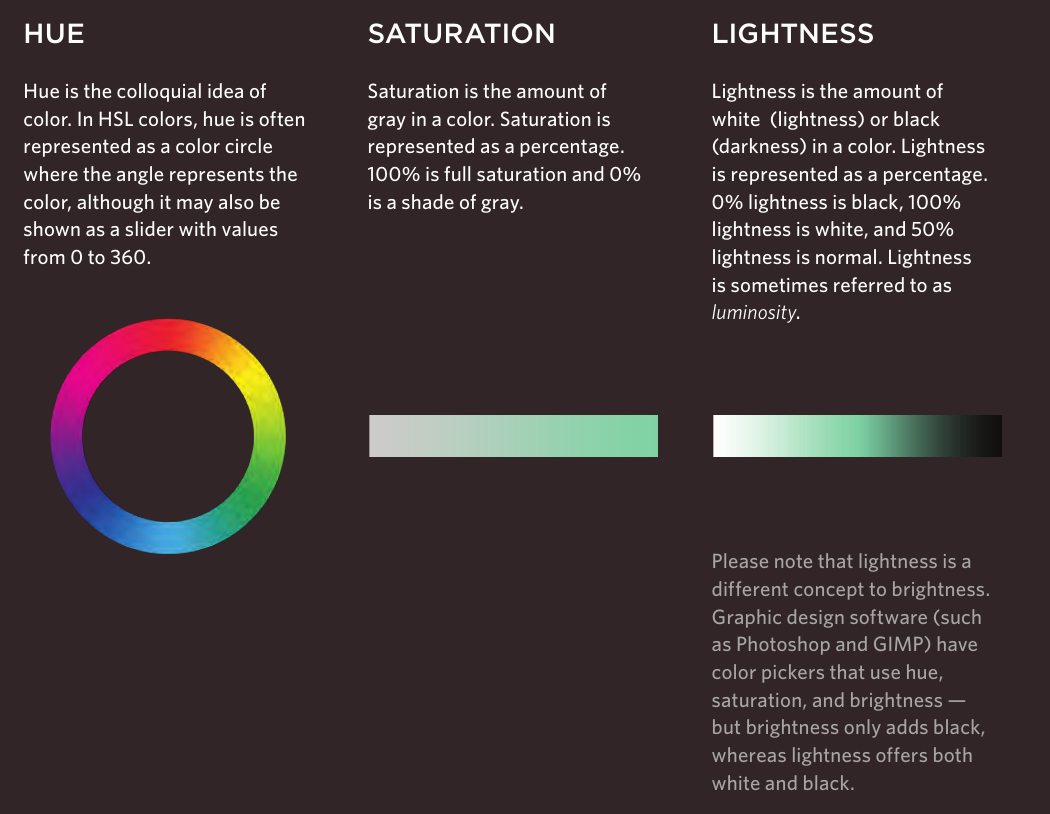 HUE
Hue is the colloquial idea of
color. In HSL colors, hue is often
represented as a color circle
where the angle represents the
color, although it may also be
shown as a slider with values
from 0 to 360.
SATURATION
Saturation is the amount of
gray in a color. Saturation is
represented as a percentage.
100% is full saturation and 0%
is a shade of gray.
LIGHTNESS
Lightness is the amount of
white  (lightness) or black
(darkness) in a color. Lightness
is represented as a percentage.
0% lightness is black, 100%
lightness is white, and 50%
lightness is normal. Lightness
is sometimes referred to as
luminosity.
Please note that lightness is a
different concept to brightness.
Graphic design software (such
as Photoshop and GIMP) have
color pickers that use hue,
saturation, and brightness —
but brightness only adds black,
whereas lightness offers both
white and black.